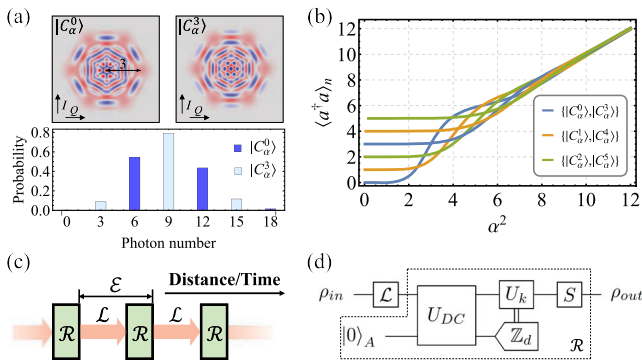 (a)
|C_α^0⟩
3
I
Q
|C_α^3⟩
I
Q
Probability
0.8
0.6
0.4
0.2
0.0
|C_α^0⟩
|C_α^3⟩
0 3 6 9 12 15 18
Photon number
(b)
⟨a†a⟩_n
12
10
8
6
4
2
0
{|C_α^0⟩,|C_α^3⟩}
{|C_α^1⟩,|C_α^4⟩}
{|C_α^2⟩,|C_α^5⟩}
0 2 4 6 8 10 12
α^2
(c)
ℰ
Distance/Time
ℛ ℒ ℛ ℒ ℛ
(d)
ρ_in ℒ U_DC U_k S ρ_out
|0⟩_A ℤ_d ℛ